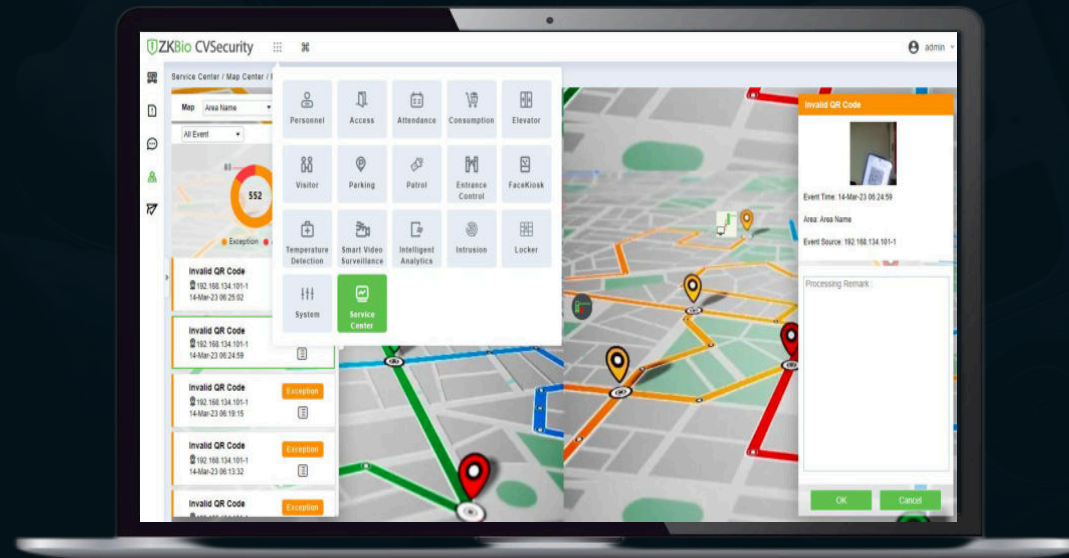 ZKBio CVSecurity
admin
Service Center / Map Center /
Map
Area Name
All Event
83
552
Exception
Invalid QR Code
192.168.134.101-1
14-Mar-23 06:25:02
Invalid QR Code
192.168.134.101-1
14-Mar-23 06:24:59
Invalid QR Code
Exception
192.168.134.101-1
14-Mar-23 06:19:15
Invalid QR Code
Exception
192.168.134.101-1
14-Mar-23 06:13:32
Invalid QR Code
Exception
Personnel
Access
Attendance
Consumption
Elevator
Visitor
Parking
Patrol
Entrance
Control
FaceKiosk
Temperature
Detection
Smart Video
Surveillance
Intelligent
Analytics
Intrusion
Locker
System
Service
Center
Invalid QR Code
Event Time: 14-Mar-23 06:24:59
Area: Area Name
Event Source: 192.168.134.101-1
Processing Remark :
OK
Cancel